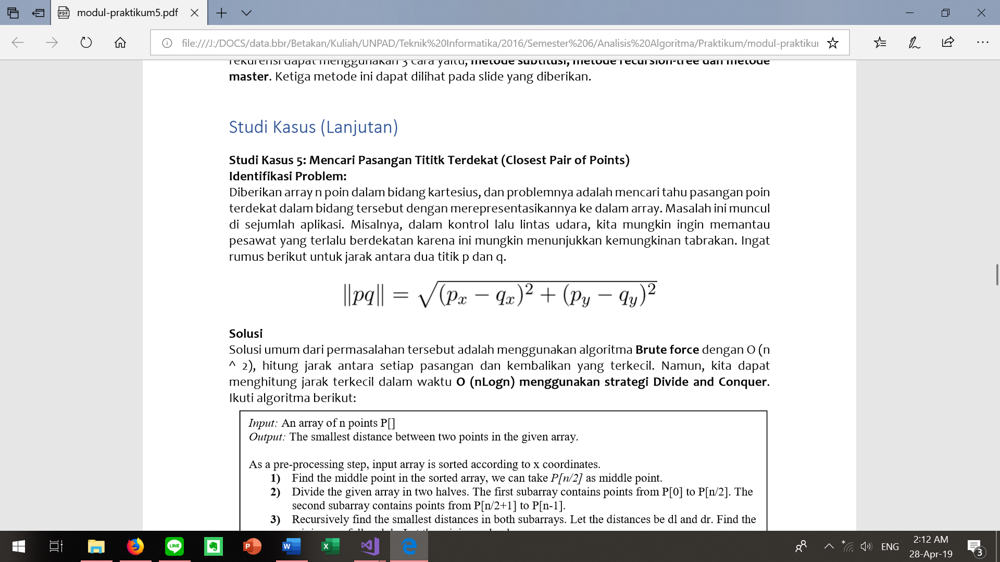 modul-praktikum5.pdf
file:///J:/DOCS/data.bbr/Betakan/Kuliah/UNPAD/Teknik%20Informatika/2016/Semester%206/Analisis%20Algoritma/Praktikum/modul-praktikur
rekurensi dapat menggunakan 3 cara yaitu, metode subtitusi, metode recursion-tree dan metode
master. Ketiga metode ini dapat dilihat pada slide yang diberikan.
Studi Kasus (Lanjutan)
Studi Kasus 5: Mencari Pasangan Tititk Terdekat (Closest Pair of Points)
Identifikasi Problem:
Diberikan array n poin dalam bidang kartesius, dan problemnya adalah mencari tahu pasangan poin
terdekat dalam bidang tersebut dengan merepresentasikannya ke dalam array. Masalah ini muncul
di sejumlah aplikasi. Misalnya, dalam kontrol lalu lintas udara, kita mungkin ingin memantau
pesawat yang terlalu berdekatan karena ini mungkin menunjukkan kemungkinan tabrakan. Ingat
rumus berikut untuk jarak antara dua titik p dan q.
‖pq‖ = √(pₓ − qₓ)² + (p_y − q_y)²
Solusi
Solusi umum dari permasalahan tersebut adalah menggunakan algoritma Brute force dengan O (n
^ 2), hitung jarak antara setiap pasangan dan kembalikan yang terkecil. Namun, kita dapat
menghitung jarak terkecil dalam waktu O (nLogn) menggunakan strategi Divide and Conquer.
Ikuti algoritma berikut:
Input: An array of n points P[]
Output: The smallest distance between two points in the given array.
As a pre-processing step, input array is sorted according to x coordinates.
1) Find the middle point in the sorted array, we can take P[n/2] as middle point.
2) Divide the given array in two halves. The first subarray contains points from P[0] to P[n/2]. The
second subarray contains points from P[n/2+1] to P[n-1].
3) Recursively find the smallest distances in both subarrays. Let the distances be dl and dr. Find the
LINE
ENG
2:12 AM
28-Apr-19
3